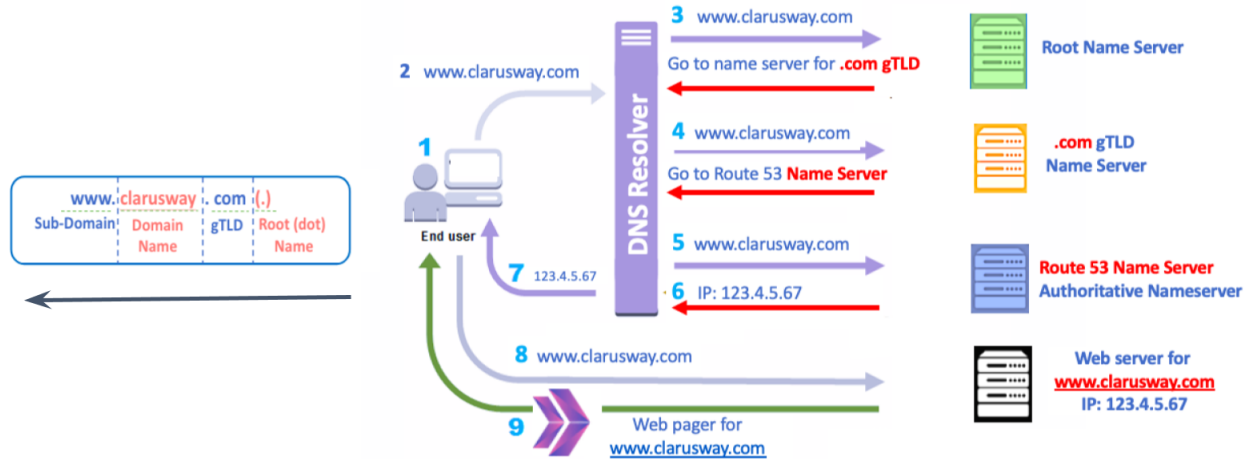 www.clarusway.com (.)
Sub-Domain
Domain
Name
gTLD
Root (dot)
Name
1
End user
2 www.clarusway.com
DNS Resolver
3 www.clarusway.com
Go to name server for .com gTLD
4 www.clarusway.com
Go to Route 53 Name Server
5 www.clarusway.com
6 IP: 123.4.5.67
7 123.4.5.67
8 www.clarusway.com
9
Web pager for
www.clarusway.com
Root Name Server
.com gTLD
Name Server
Route 53 Name Server
Authoritative Nameserver
Web server for
www.clarusway.com
IP: 123.4.5.67